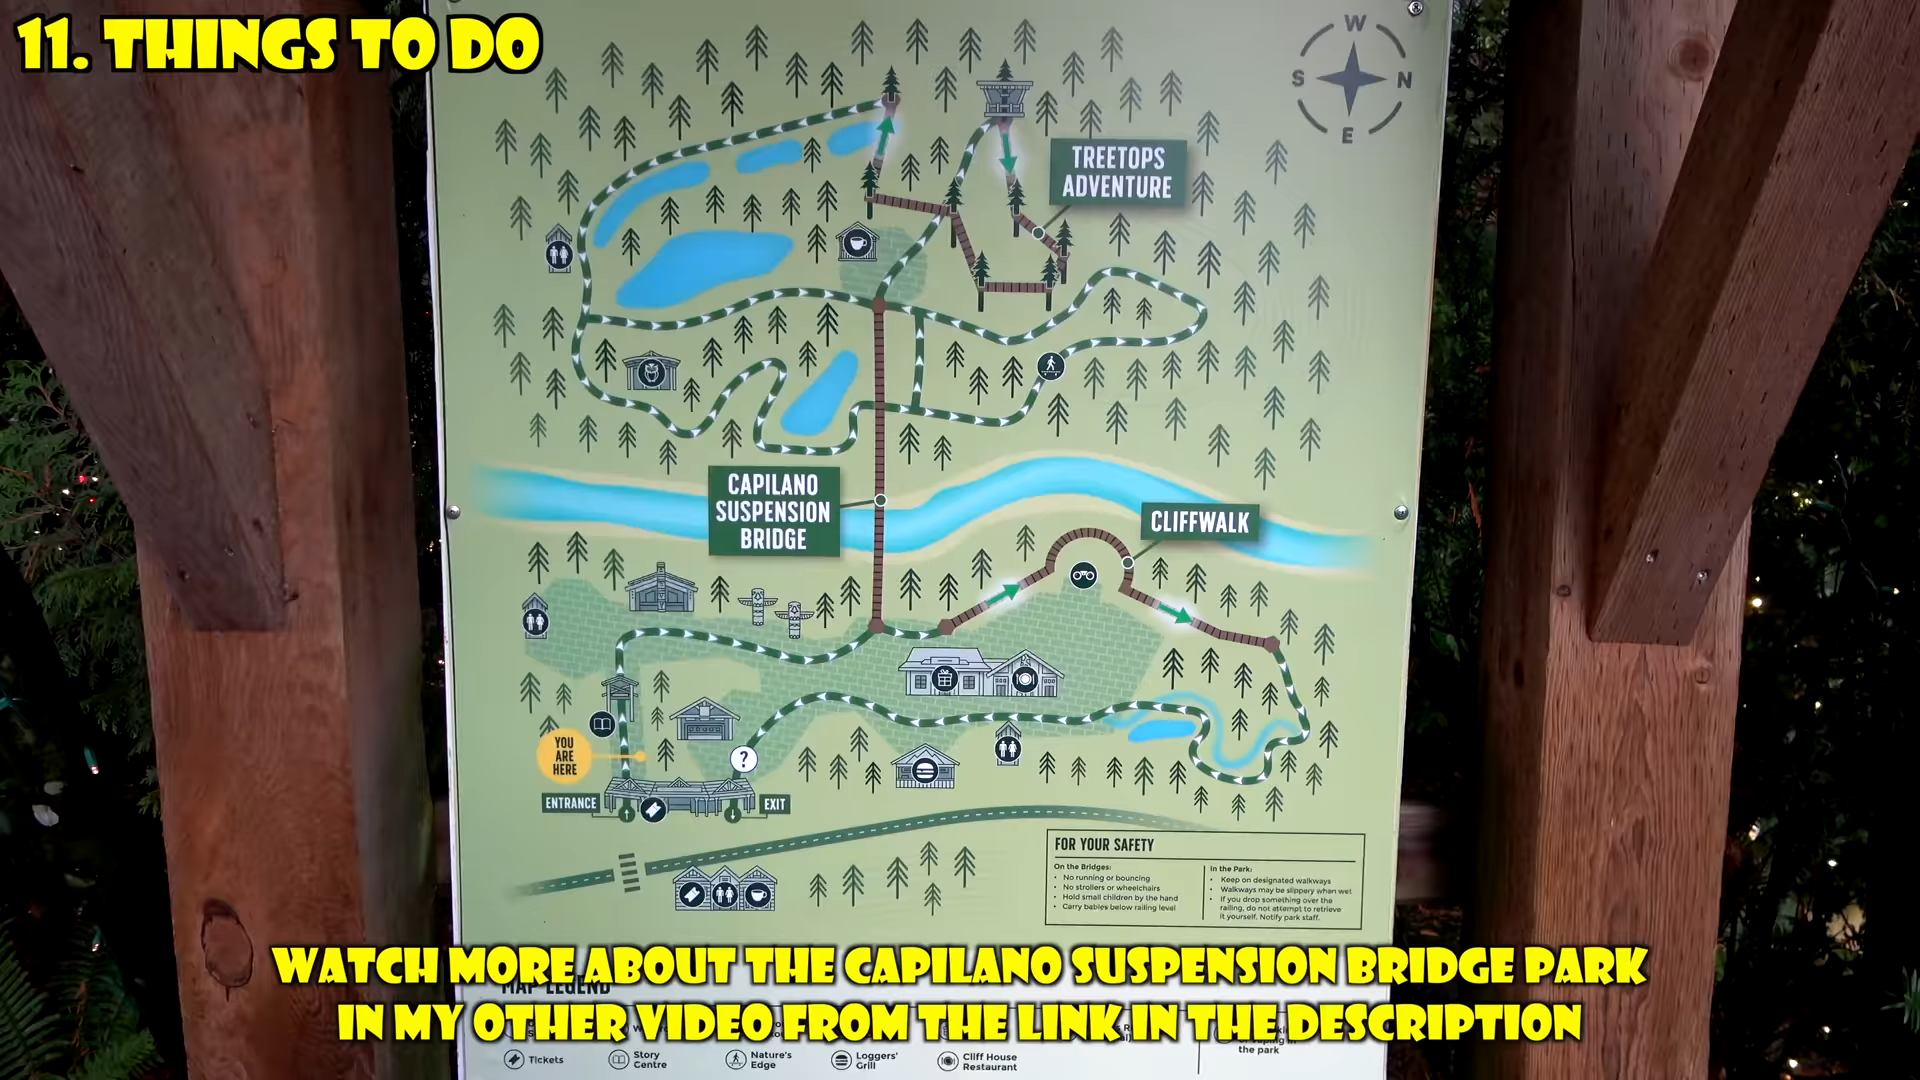 11. THINGS TO DO
W
S
N
E
TREETOPS
ADVENTURE
CAPILANO
SUSPENSION
BRIDGE
CLIFFWALK
YOU
ARE
HERE
?
ENTRANCE
EXIT
FOR YOUR SAFETY
On the Bridges:
• No running or bouncing
• No strollers or wheelchairs
• Hold small children by the hand
• Carry babies below railing level
In the Park:
• Keep on designated walkways
• Walkways may be slippery when wet
• If you drop something over the
railing, do not attempt to retrieve
it yourself. Notify park staff.
WATCH MORE ABOUT THE CAPILANO SUSPENSION BRIDGE PARK
MAP LEGEND
IN MY OTHER VIDEO FROM THE LINK IN THE DESCRIPTION
Tickets
Story
Centre
Nature's
Edge
Loggers'
Grill
Cliff House
Restaurant
the park